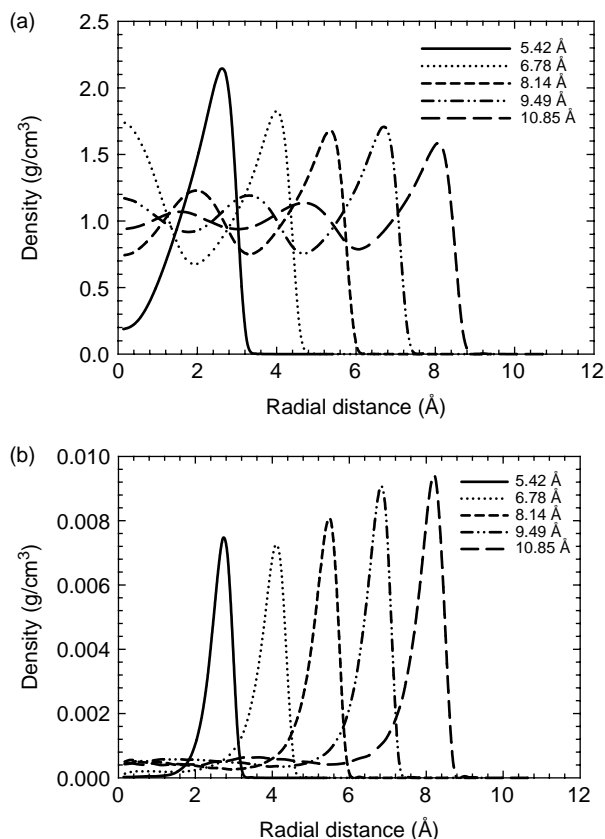 (a)
2.5
2.0
1.5
1.0
0.5
0.0
Density (g/cm³)
5.42 Å
6.78 Å
8.14 Å
9.49 Å
10.85 Å
0 2 4 6 8 10 12
Radial distance (Å)
(b)
0.010
0.008
0.006
0.004
0.002
0.000
Density (g/cm³)
5.42 Å
6.78 Å
8.14 Å
9.49 Å
10.85 Å
0 2 4 6 8 10 12
Radial distance (Å)